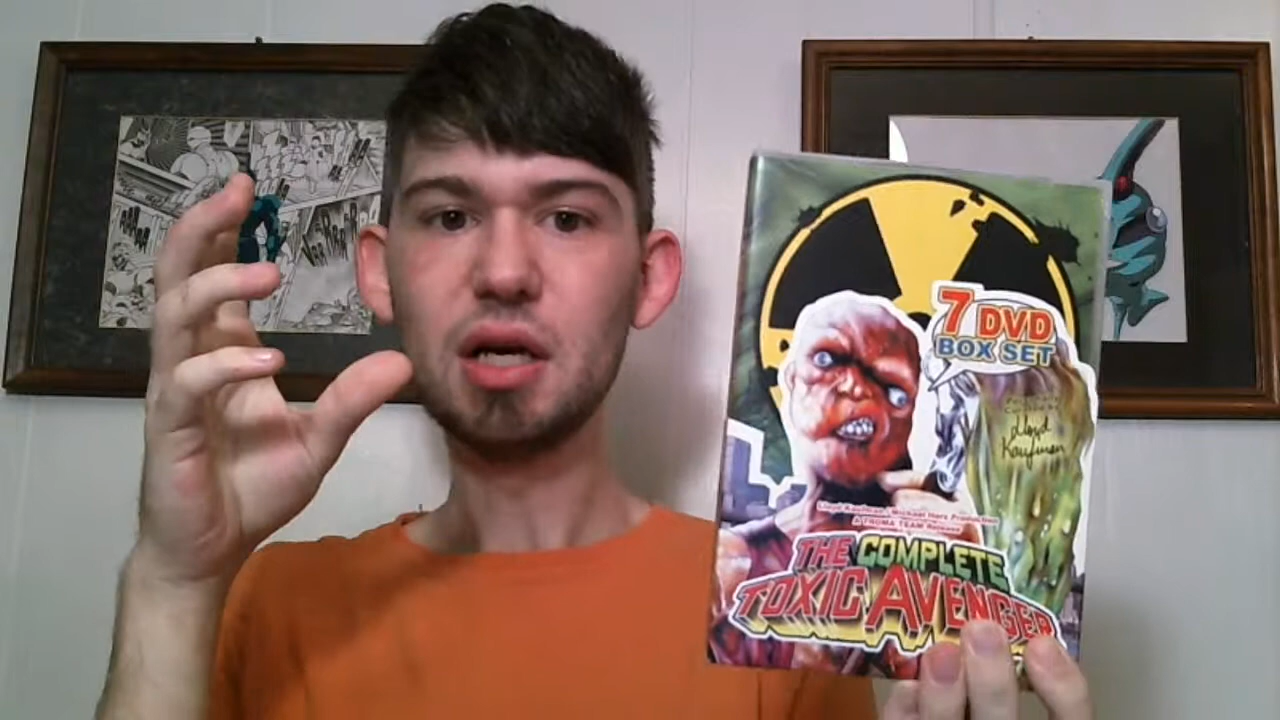 7 DVD
BOX SET
Lloyd
Kaufman
Lloyd Kaufman / Michael Herz Production
A TROMA TEAM Release
THE COMPLETE
TOXIC AVENGER